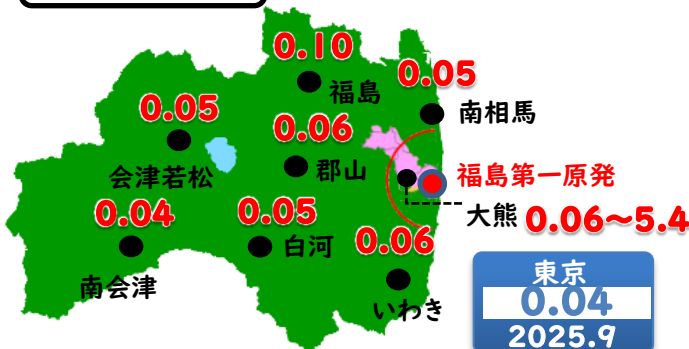 0.10
福島
0.05
南相馬
0.05
会津若松
0.06
郡山
福島第一原発
大熊 0.06〜5.4
0.04
南会津
0.05
白河
0.06
いわき
東京
0.04
2025.9